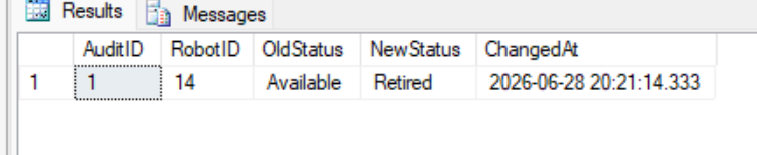 Results Messages
AuditID RobotID OldStatus NewStatus ChangedAt
1 1 14 Available Retired 2026-06-28 20:21:14.333